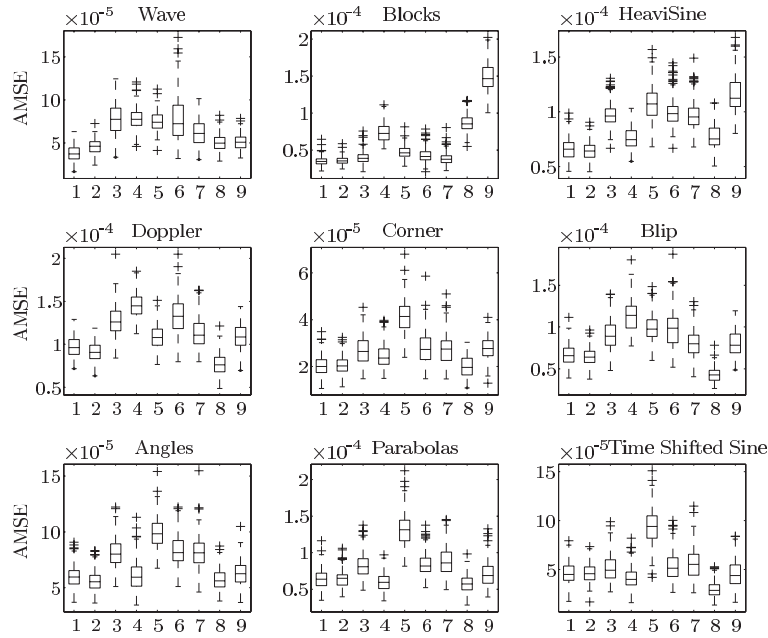 ×10⁻⁵ Wave
15
10
5
AMSE
1 2 3 4 5 6 7 8 9
×10⁻⁴ Blocks
2
1.5
1
0.5
1 2 3 4 5 6 7 8 9
×10⁻⁴ HeaviSine
1.5
1
0.5
1 2 3 4 5 6 7 8 9
×10⁻⁴ Doppler
2
1.5
1
0.5
AMSE
1 2 3 4 5 6 7 8 9
×10⁻⁵ Corner
6
4
2
1 2 3 4 5 6 7 8 9
×10⁻⁴ Blip
1.5
1
0.5
1 2 3 4 5 6 7 8 9
×10⁻⁵ Angles
15
10
5
AMSE
1 2 3 4 5 6 7 8 9
×10⁻⁴ Parabolas
2
1.5
1
0.5
1 2 3 4 5 6 7 8 9
×10⁻⁵ Time Shifted Sine
15
10
5
1 2 3 4 5 6 7 8 9